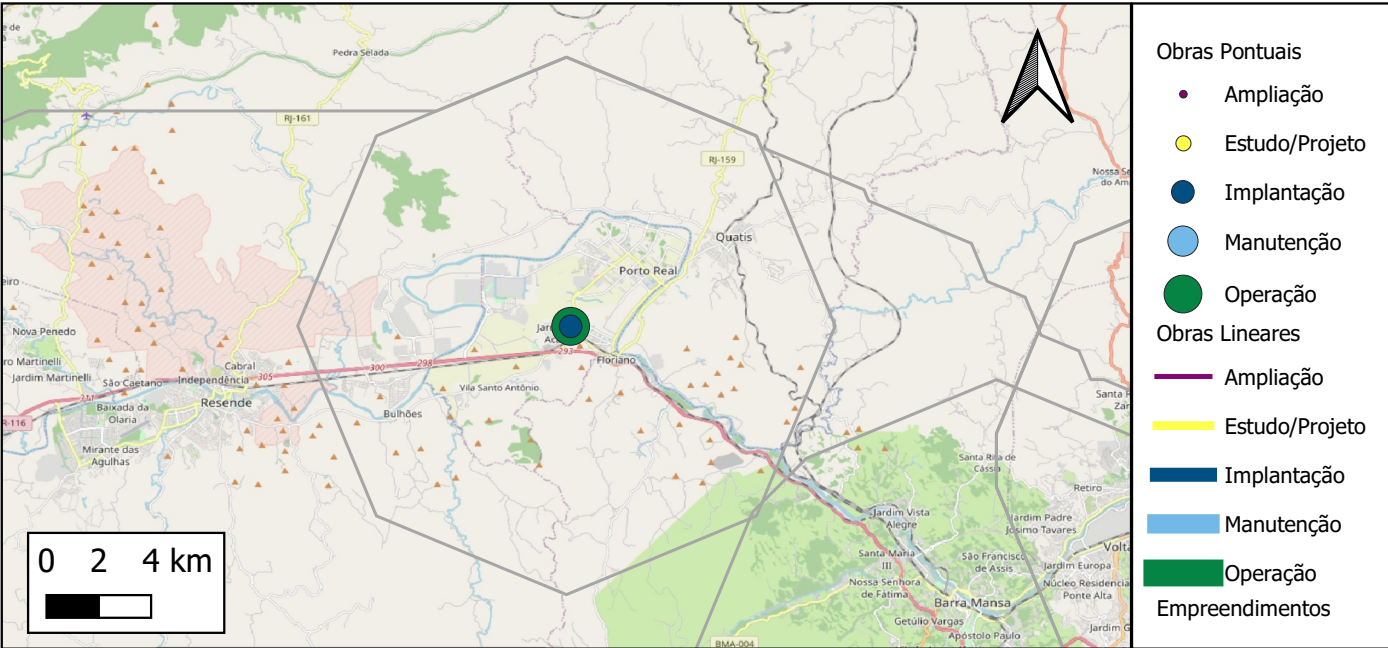 Pedra Selada
RJ-161
RJ-159
Quatis
Porto Real
Nova Penedo
Jardim Martinelli
São Caetano
Cabral
Independência
Resende
305
300
298
293
311
Floriano
Vila Santo Antônio
Bulhões
Baixada da
Olaria
Mirante das
Agulhas
Santa Rita de
Cássia
Retiro
Jardim Vista
Alegre
Jardim Padre
Josimo Tavares
Santa Maria
III
São Francisco
de Assis
Jardim Europa
Nossa Senhora
de Fátima
Núcleo Residencia
Ponte Alta
Barra Mansa
Getúlio Vargas
Apóstolo Paulo
Jardim G
BMA-004
0 2 4 km
Obras Pontuais
Ampliação
Estudo/Projeto
Implantação
Manutenção
Operação
Obras Lineares
Ampliação
Estudo/Projeto
Implantação
Manutenção
Operação
Empreendimentos